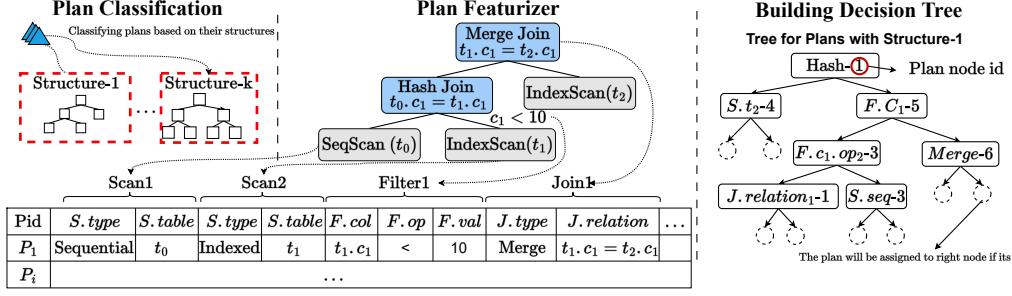 Plan Classification
Classifying plans based on their structures
Structure-1
...
Structure-k
Plan Featurizer
Merge Join
t₁.c₁ = t₂.c₁
Hash Join
t₀.c₁ = t₁.c₁
IndexScan(t₂)
c₁ < 10
SeqScan (t₀)
IndexScan(t₁)
Scan1
Scan2
Filter1
Join1
Pid S.type S.table S.type S.table F.col F.op F.val J.type J.relation ...
P₁ Sequential t₀ Indexed t₁ t₁.c₁ < 10 Merge t₁.c₁ = t₂.c₁
Pᵢ ...
Building Decision Tree
Tree for Plans with Structure-1
Hash-1
Plan node id
S.t₂-4
F.C₁-5
F.c₁.op₂-3
Merge-6
J.relation₁-1
S.seq-3
The plan will be assigned to right node if its